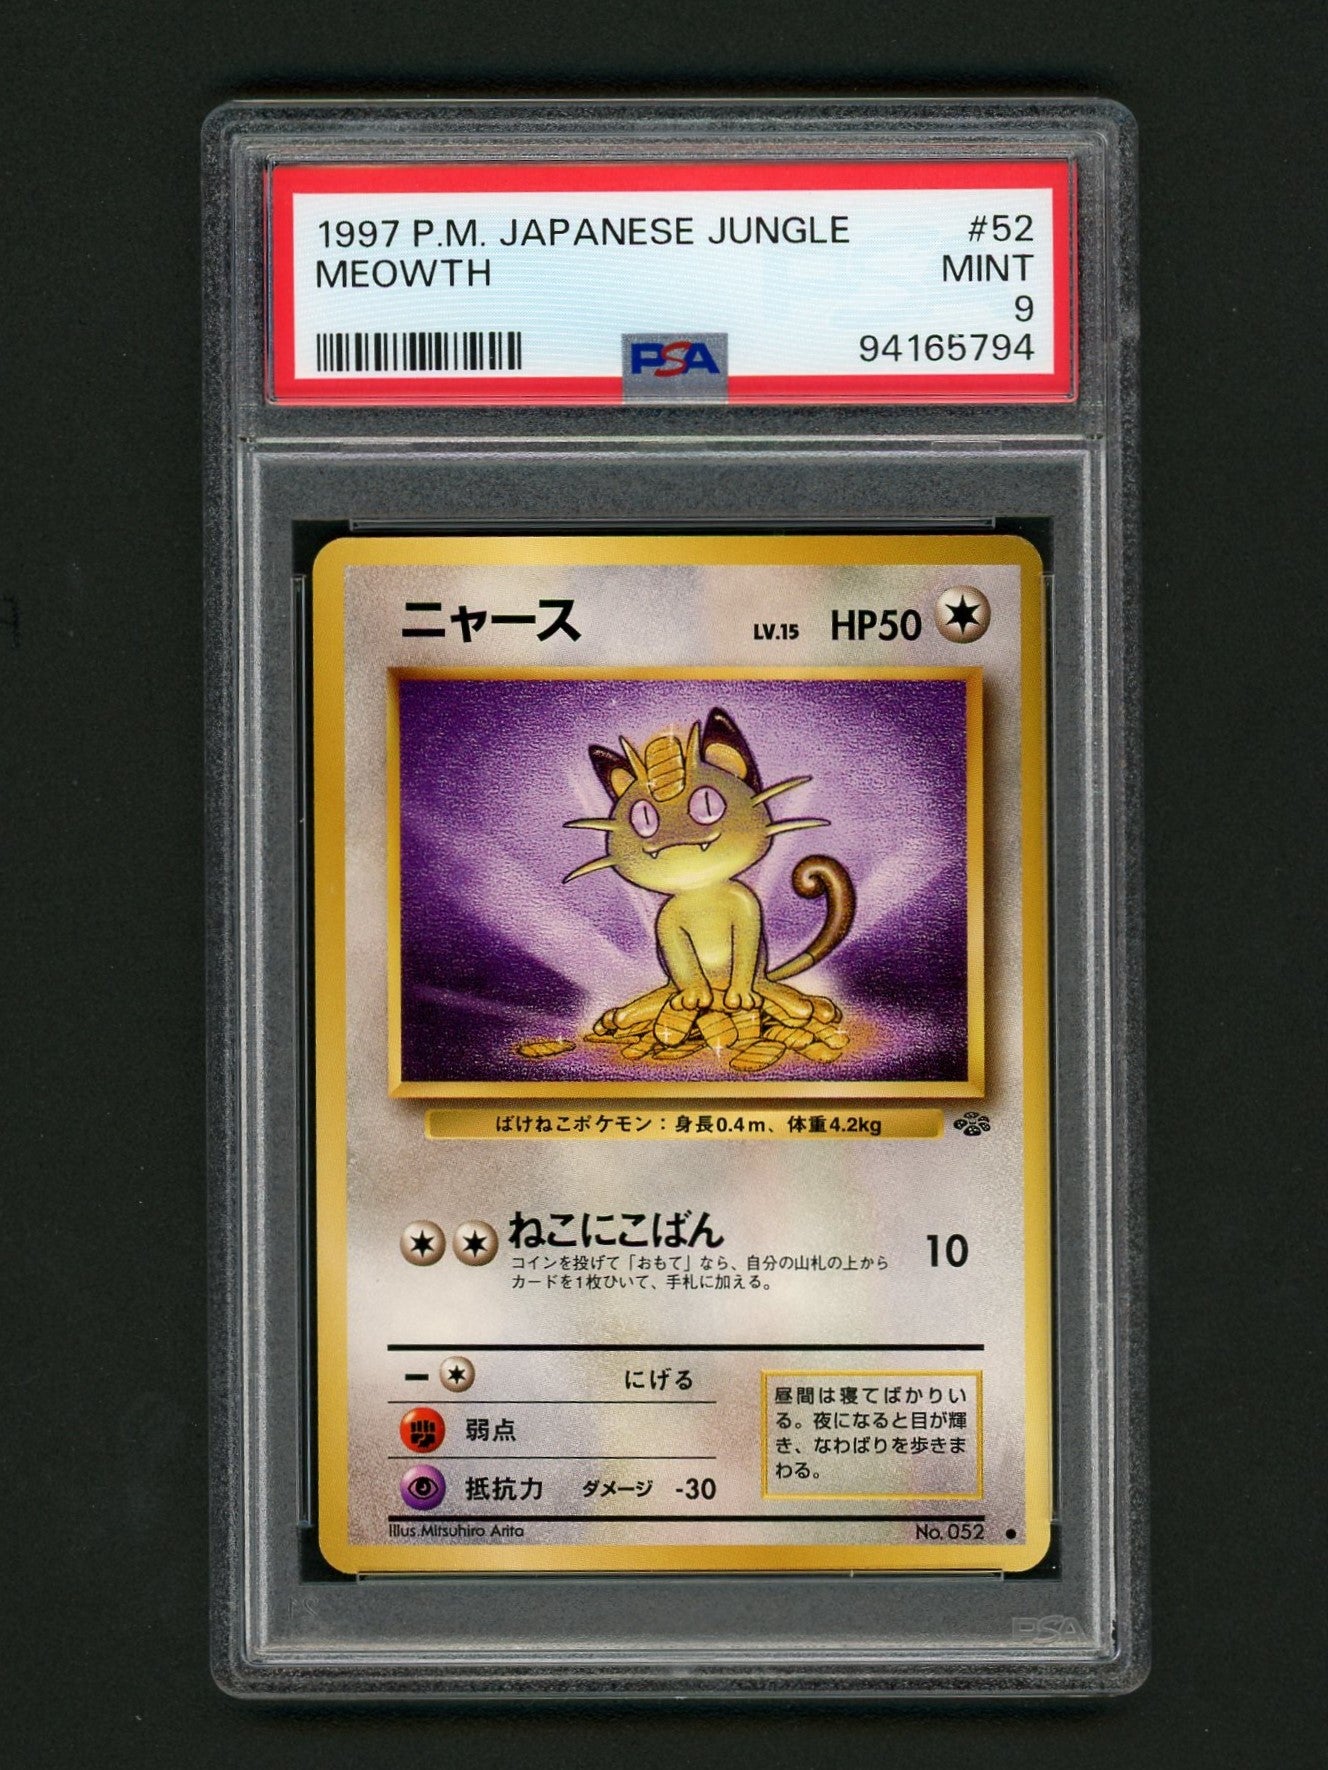 1997 P.M. JAPANESE JUNGLE #52
MEOWTH MINT
9
PSA 94165794
ニャース LV.15 HP50
ばけねこポケモン：身長0.4m、体重4.2kg
ねこにこばん 10
コインを投げて「おもて」なら、自分の山札の上から
カードを1枚ひいて、手札に加える。
− にげる
弱点
抵抗力 ダメージ -30
昼間は寝てばかりい
る。夜になると目が輝
き、なわばりを歩きま
わる。
Illus.Mitsuhiro Arita No.052 ●
PSA